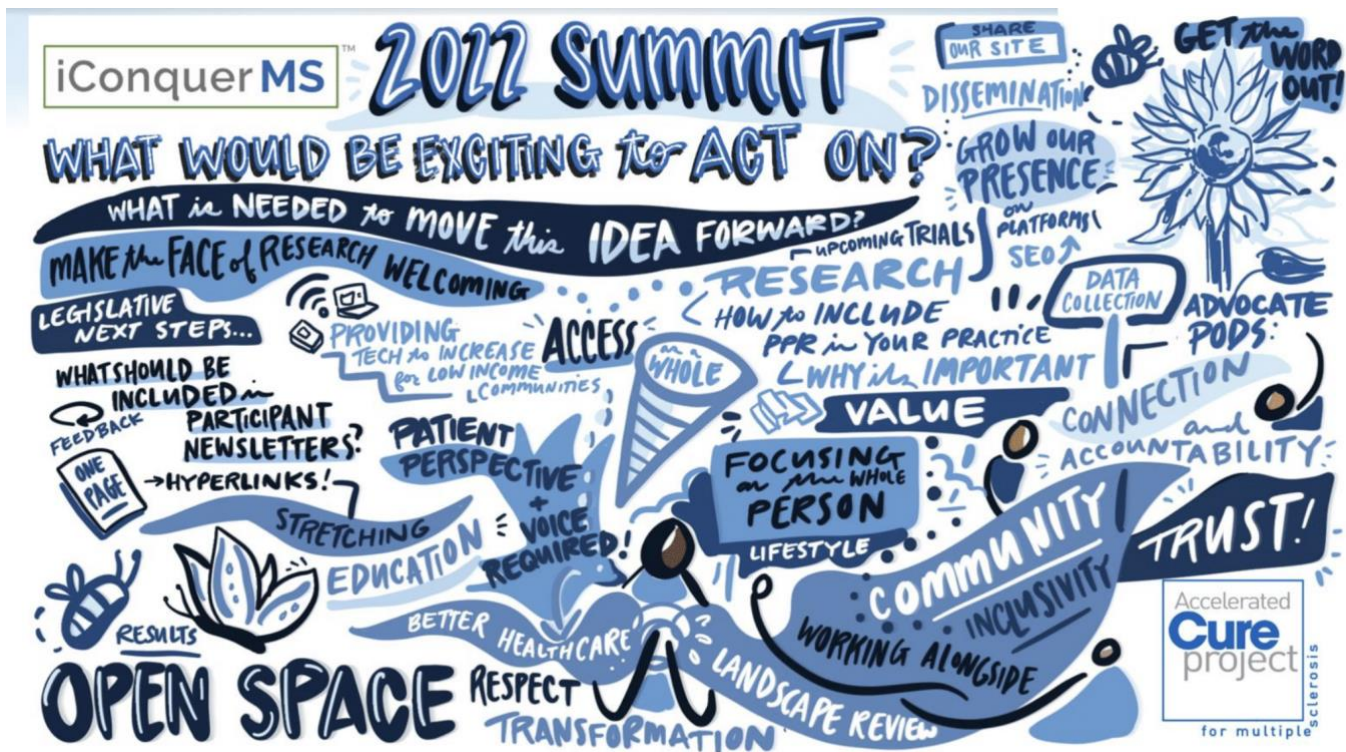 iConquer MS™
2022 SUMMIT
WHAT WOULD BE EXCITING to ACT ON?
WHAT is NEEDED to MOVE this IDEA FORWARD?
MAKE the FACE of RESEARCH WELCOMING
LEGISLATIVE
NEXT STEPS...
WHAT SHOULD BE
INCLUDED in
PARTICIPANT
NEWSLETTERS?
FEEDBACK
ONE
PAGE
→HYPERLINKS!
PROVIDING
TECH to INCREASE
for LOW INCOME
COMMUNITIES
ACCESS
on a
WHOLE
SHARE
OUR SITE
DISSEMINATION
GET the
WORD
OUT!
GROW OUR
PRESENCE
on
PLATFORMS!
SEO
UPCOMING TRIALS
RESEARCH
HOW to INCLUDE
PPR in YOUR PRACTICE
WHY it's IMPORTANT
DATA
COLLECTION
ADVOCATE
PODS:
CONNECTION
and
ACCOUNTABILITY
VALUE
FOCUSING
on the WHOLE
PERSON
LIFESTYLE
PATIENT
PERSPECTIVE
+
VOICE
REQUIRED!
STRETCHING
EDUCATION
RESULTS
BETTER HEALTHCARE
LANDSCAPE REVIEW
COMMUNITY
INCLUSIVITY
WORKING ALONGSIDE
TRUST!
OPEN SPACE
RESPECT
TRANSFORMATION
Accelerated
Cure
project
for multiple
sclerosis